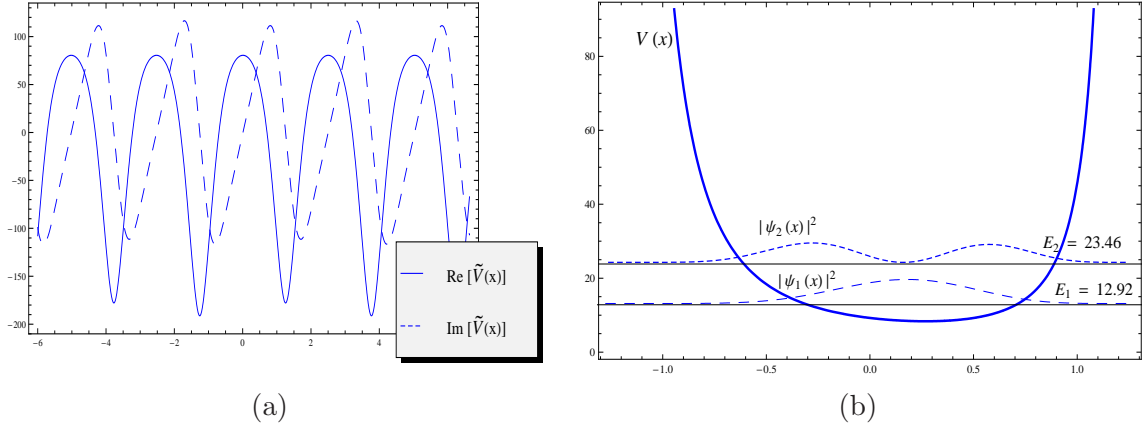 100
50
0
−50
−100
−150
−200
−6
−4
−2
0
2
4
Re [Ṽ(x)]
Im [Ṽ(x)]
(a)
V (x)
80
60
40
20
0
|ψ₂ (x)|²
E₂ = 23.46
|ψ₁ (x)|²
E₁ = 12.92
−1.0
−0.5
0.0
0.5
1.0
(b)